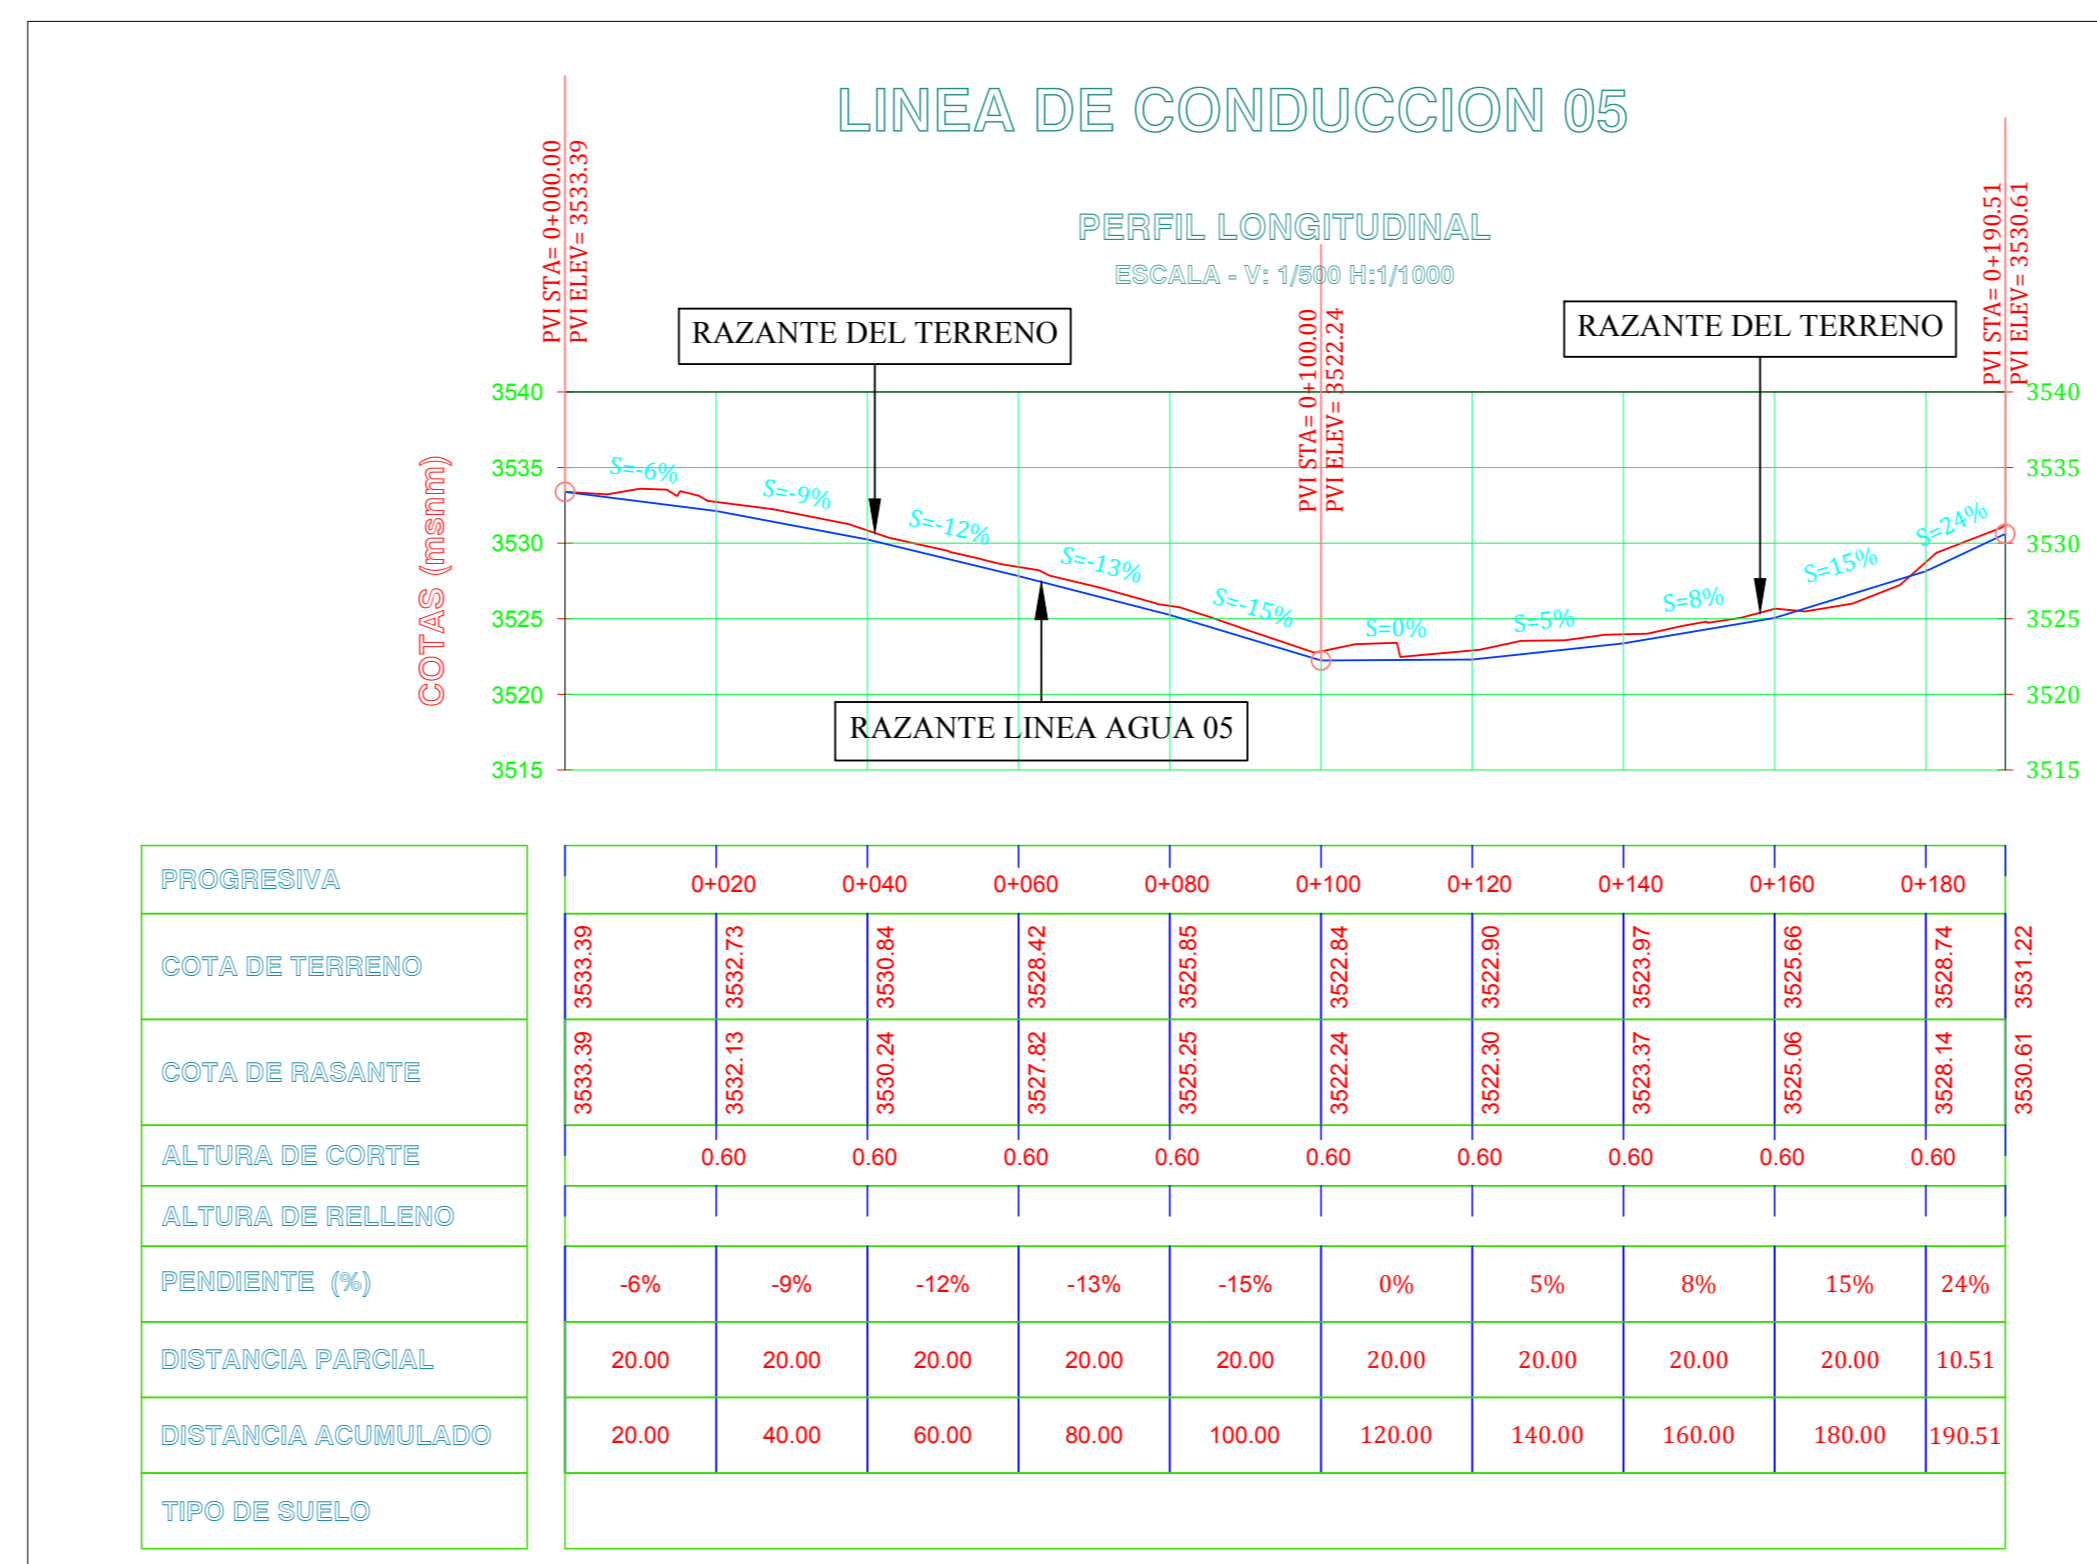 LINEA DE CONDUCCION 05
PERFIL LONGITUDINAL
ESCALA - V: 1/500 H:1/1000
PVI STA= 0+000.00
PVI ELEV= 3533.39
PVI STA= 0+100.00
PVI ELEV= 3522.24
PVI STA= 0+190.51
PVI ELEV= 3530.61
RAZANTE DEL TERRENO
RAZANTE DEL TERRENO
RAZANTE LINEA AGUA 05
COTAS (msnm)
3540 3540
3535 3535
3530 3530
3525 3525
3520 3520
3515 3515
S=-6% S=-9% S=-12% S=-13% S=-15% S=0% S=5% S=8% S=15% S=24%
PROGRESIVA 0+020 0+040 0+060 0+080 0+100 0+120 0+140 0+160 0+180
COTA DE TERRENO 3533.39 3532.73 3530.84 3528.42 3525.85 3522.84 3522.90 3523.97 3525.66 3528.74 3531.22
COTA DE RASANTE 3533.39 3532.13 3530.24 3527.82 3525.25 3522.24 3522.30 3523.37 3525.06 3528.14 3530.61
ALTURA DE CORTE 0.60 0.60 0.60 0.60 0.60 0.60 0.60 0.60 0.60
ALTURA DE RELLENO
PENDIENTE (%) -6% -9% -12% -13% -15% 0% 5% 8% 15% 24%
DISTANCIA PARCIAL 20.00 20.00 20.00 20.00 20.00 20.00 20.00 20.00 20.00 10.51
DISTANCIA ACUMULADO 20.00 40.00 60.00 80.00 100.00 120.00 140.00 160.00 180.00 190.51
TIPO DE SUELO